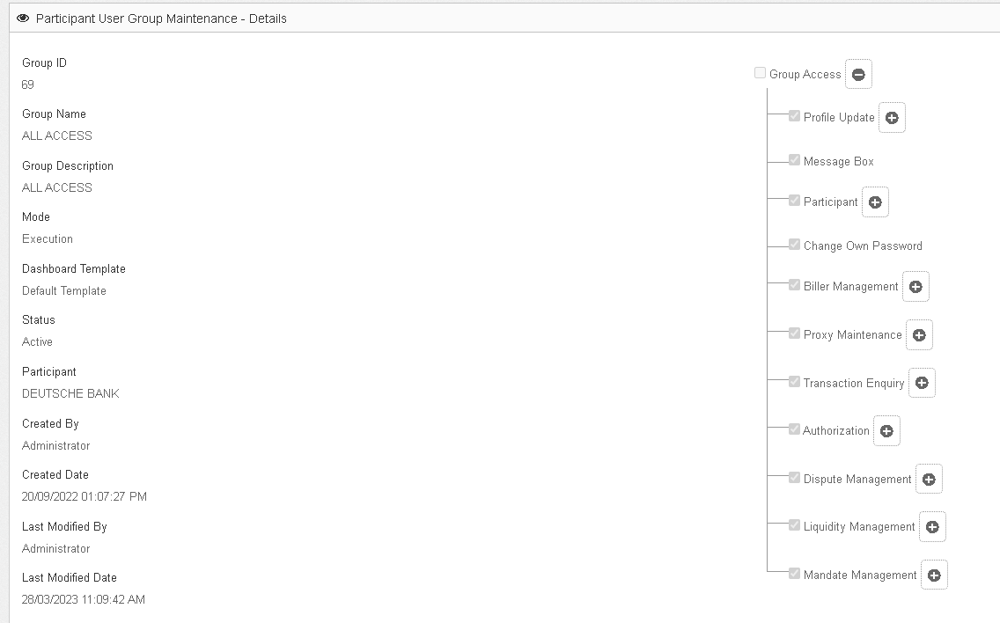 Participant User Group Maintenance - Details
Group ID
69
Group Name
ALL ACCESS
Group Description
ALL ACCESS
Mode
Execution
Dashboard Template
Default Template
Status
Active
Participant
DEUTSCHE BANK
Created By
Administrator
Created Date
20/09/2022 01:07:27 PM
Last Modified By
Administrator
Last Modified Date
28/03/2023 11:09:42 AM
Group Access
Profile Update
Message Box
Participant
Change Own Password
Biller Management
Proxy Maintenance
Transaction Enquiry
Authorization
Dispute Management
Liquidity Management
Mandate Management